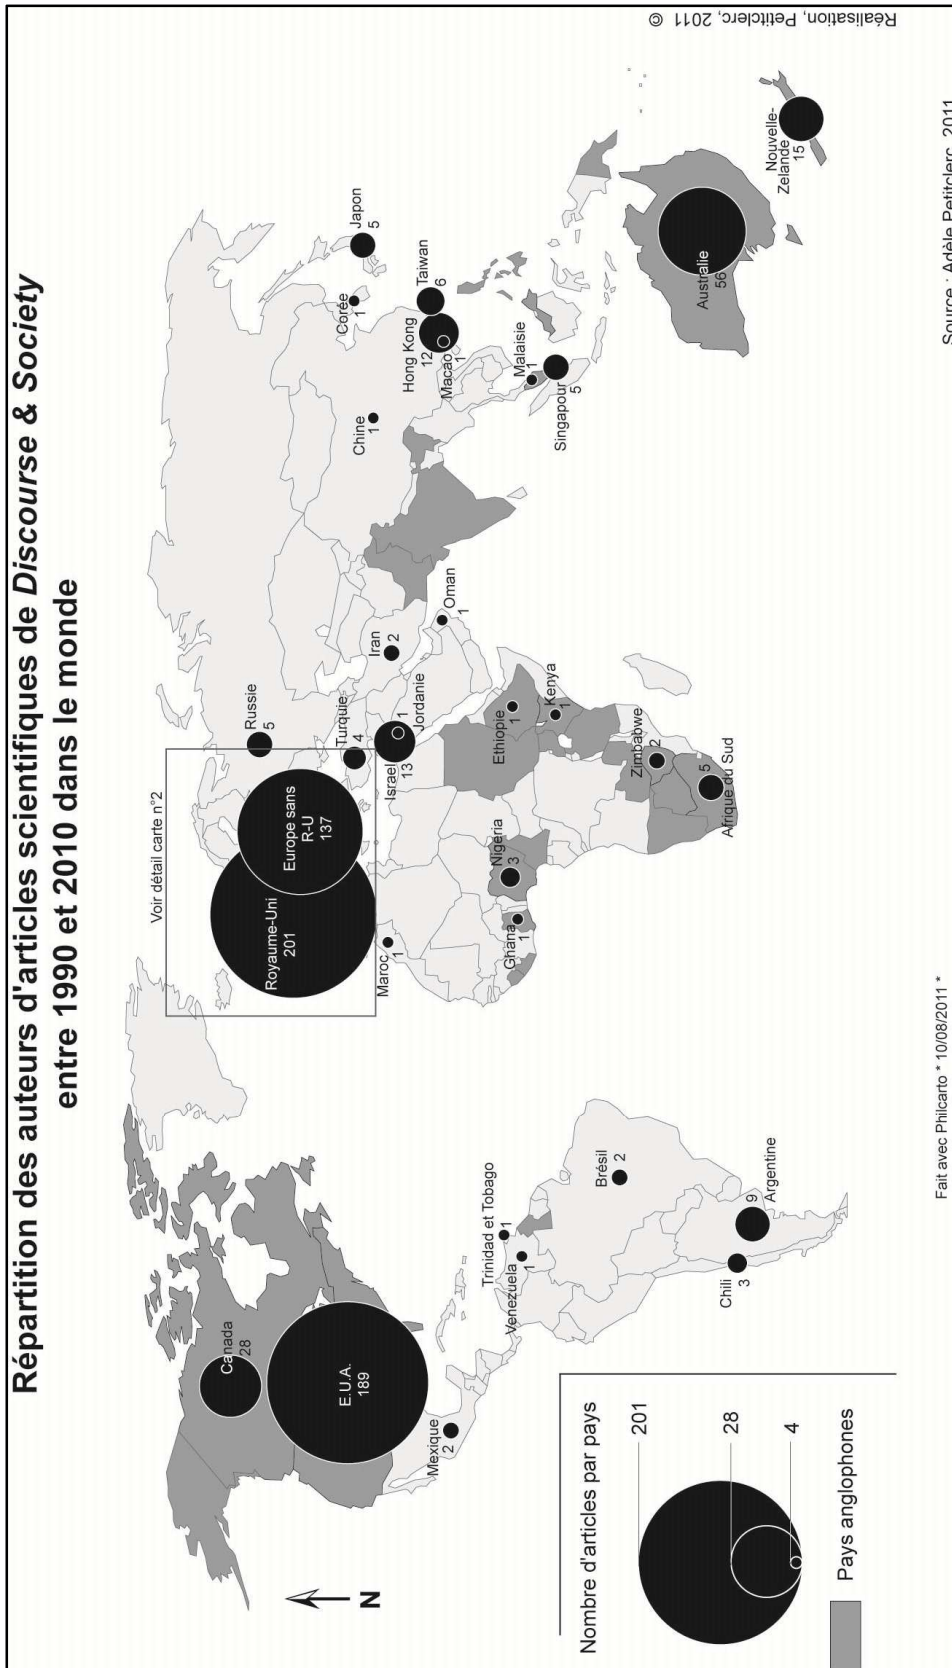 Répartition des auteurs d'articles scientifiques de Discourse & Society
entre 1990 et 2010 dans le monde
Voir détail carte n°2
Canada
28
E.U.A.
189
Mexique
2
Trinidad et Tobago
1
Venezuela
1
Brésil
2
Chili
3
9
Argentine
Royaume-Uni
201
Europe sans
R-U
137
Russie
5
Turquie
4
Israel
13
1
Jordanie
Iran
2
Oman
1
Maroc
1
Ghana
1
Nigéria
3
Ethiopie
1
Kenya
1
Zimbabwe
2
5
Afrique du Sud
Chine
1
Corée
1
Japon
5
Taiwan
6
Hong Kong
12
Macao
1
Malaisie
1
Singapour
5
Australie
56
Nouvelle-
Zelande
15
N
Nombre d'articles par pays
201
28
4
Pays anglophones
Fait avec Philcarto * 10/08/2011 *
Source : Adèle Petitclerc, 2011
Réalisation, Petitclerc, 2011 ©